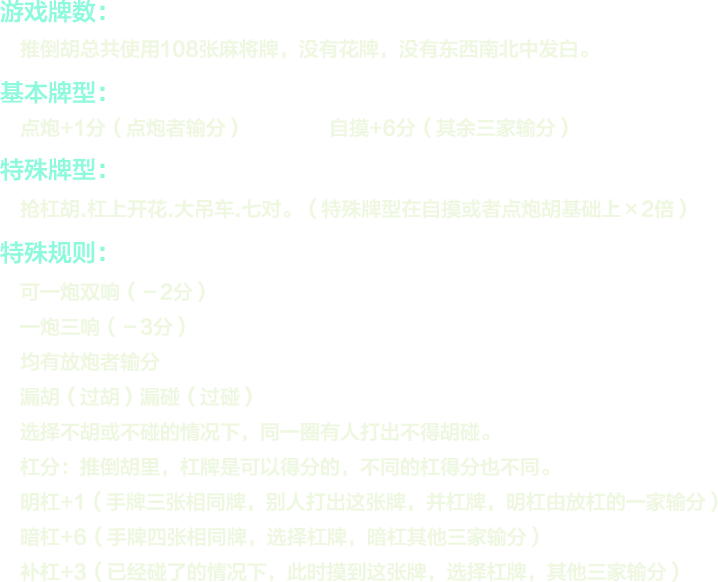 游戏牌数：
推倒胡总共使用108张麻将牌，没有花牌，没有东西南北中发白。
基本牌型：
点炮+1分（点炮者输分） 自摸+6分（其余三家输分）
特殊牌型：
抢杠胡.杠上开花.大吊车.七对。（特殊牌型在自摸或者点炮胡基础上×2倍）
特殊规则：
可一炮双响（－2分）
一炮三响（－3分）
均有放炮者输分
漏胡（过胡）漏碰（过碰）
选择不胡或不碰的情况下，同一圈有人打出不得胡碰。
杠分：推倒胡里，杠牌是可以得分的，不同的杠得分也不同。
明杠+1（手牌三张相同牌，别人打出这张牌，并杠牌，明杠由放杠的一家输分）
暗杠+6（手牌四张相同牌，选择杠牌，暗杠其他三家输分）
补杠+3（已经碰了的情况下，此时摸到这张牌，选择杠牌，其他三家输分）